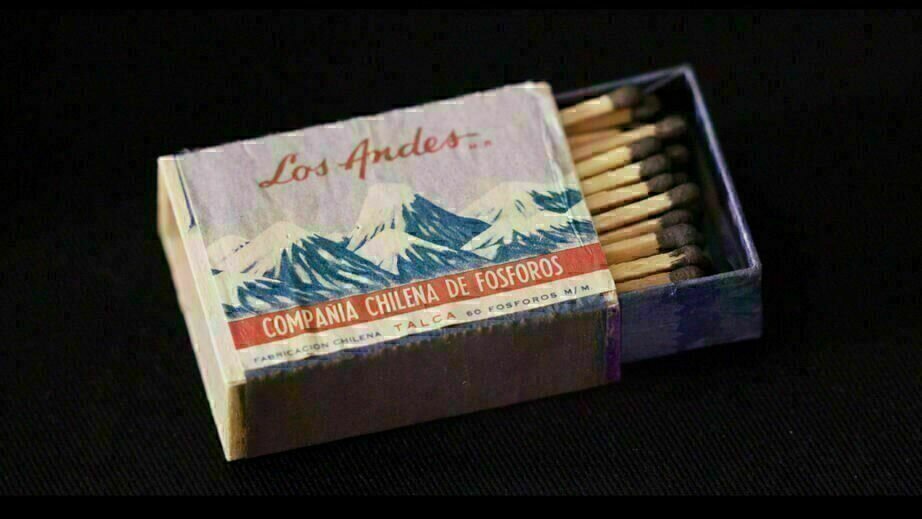 Los Andes M.R.
COMPAÑIA CHILENA DE FOSFOROS
FABRICACION CHILENA TALCA 60 FOSFOROS M/M.